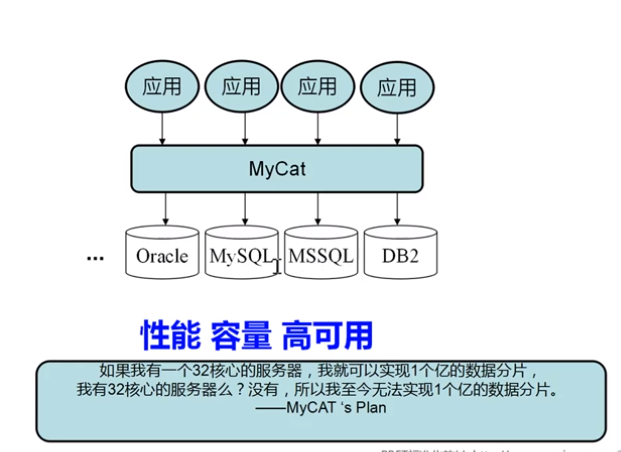 应用 应用 应用 应用
MyCat
... Oracle MySQL MSSQL DB2
性能 容量 高可用
如果我有一个32核心的服务器，我就可以实现1个亿的数据分片，
我有32核心的服务器么？没有，所以我至今无法实现1个亿的数据分片。
——MyCAT ‘s Plan